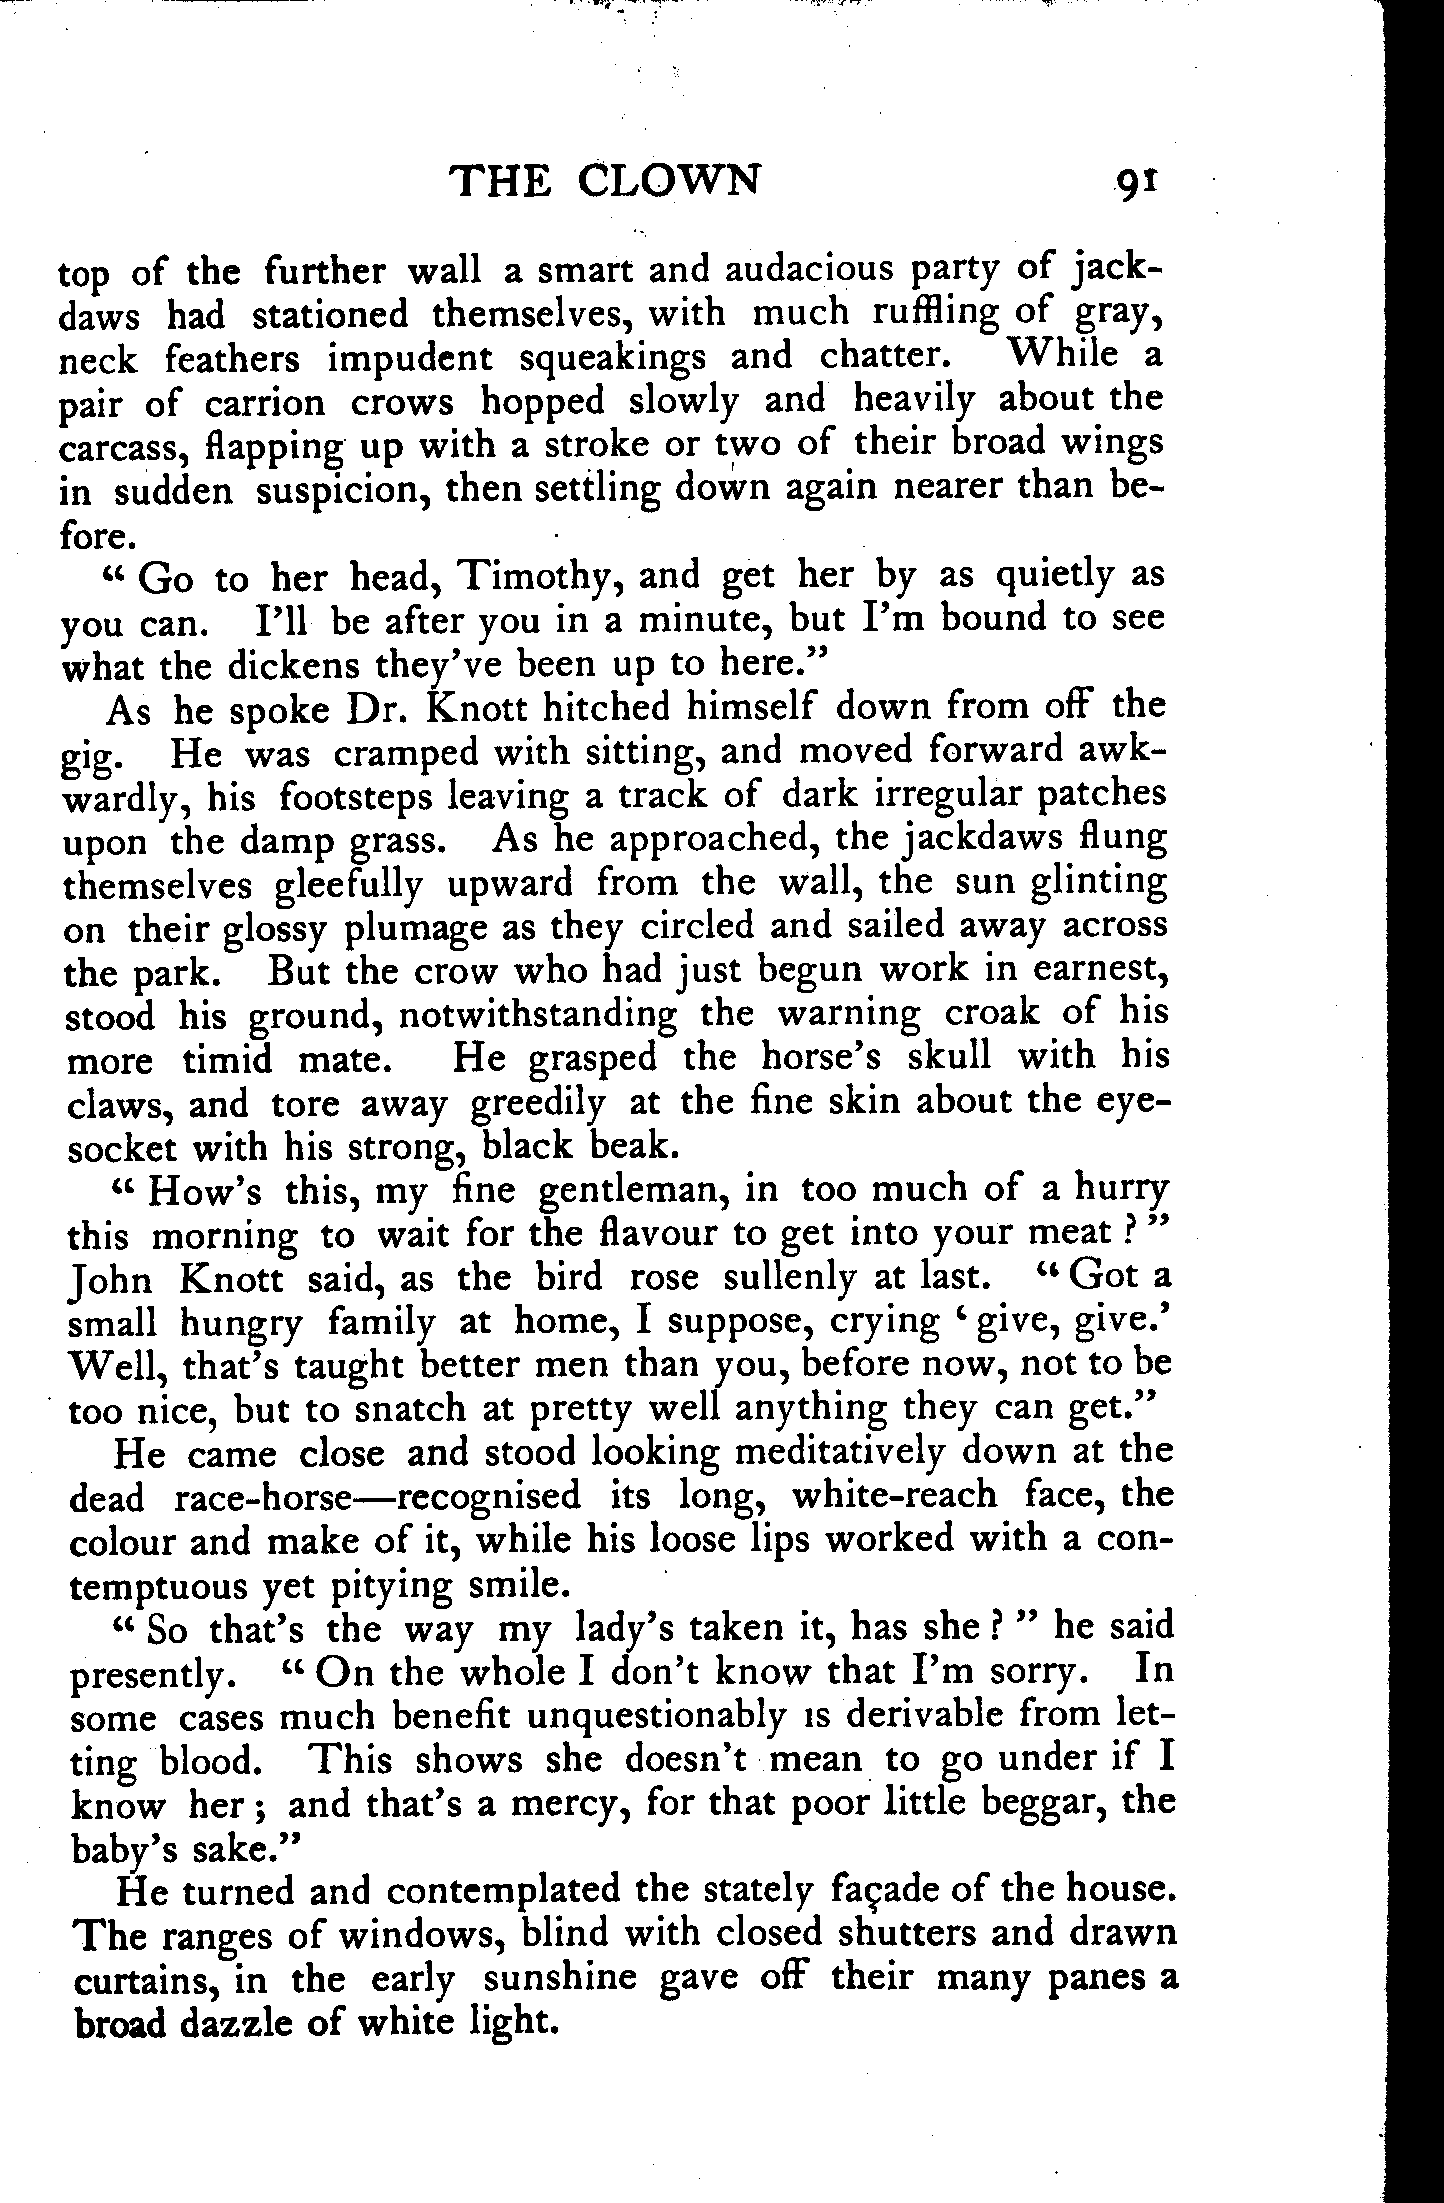 THE CLOWN 91
top of the further wall a smart and audacious party of jack-
daws had stationed themselves, with much ruffling of gray,
neck feathers impudent squeakings and chatter. While a
pair of carrion crows hopped slowly and heavily about the
carcass, flapping up with a stroke or two of their broad wings
in sudden suspicion, then settling down again nearer than be-
fore.
“ Go to her head, Timothy, and get her by as quietly as
you can. I’ll be after you in a minute, but I’m bound to see
what the dickens they’ve been up to here.”
As he spoke Dr. Knott hitched himself down from off the
gig. He was cramped with sitting, and moved forward awk-
wardly, his footsteps leaving a track of dark irregular patches
upon the damp grass. As he approached, the jackdaws flung
themselves gleefully upward from the wall, the sun glinting
on their glossy plumage as they circled and sailed away across
the park. But the crow who had just begun work in earnest,
stood his ground, notwithstanding the warning croak of his
more timid mate. He grasped the horse’s skull with his
claws, and tore away greedily at the fine skin about the eye-
socket with his strong, black beak.
“ How’s this, my fine gentleman, in too much of a hurry
this morning to wait for the flavour to get into your meat ? ”
John Knott said, as the bird rose sullenly at last. “ Got a
small hungry family at home, I suppose, crying ‘ give, give.’
Well, that’s taught better men than you, before now, not to be
too nice, but to snatch at pretty well anything they can get.”
He came close and stood looking meditatively down at the
dead race-horse—recognised its long, white-reach face, the
colour and make of it, while his loose lips worked with a con-
temptuous yet pitying smile.
“ So that’s the way my lady’s taken it, has she ? ” he said
presently. “ On the whole I don’t know that I’m sorry. In
some cases much benefit unquestionably is derivable from let-
ting blood. This shows she doesn’t mean to go under if I
know her ; and that’s a mercy, for that poor little beggar, the
baby’s sake.”
He turned and contemplated the stately façade of the house.
The ranges of windows, blind with closed shutters and drawn
curtains, in the early sunshine gave off their many panes a
broad dazzle of white light.